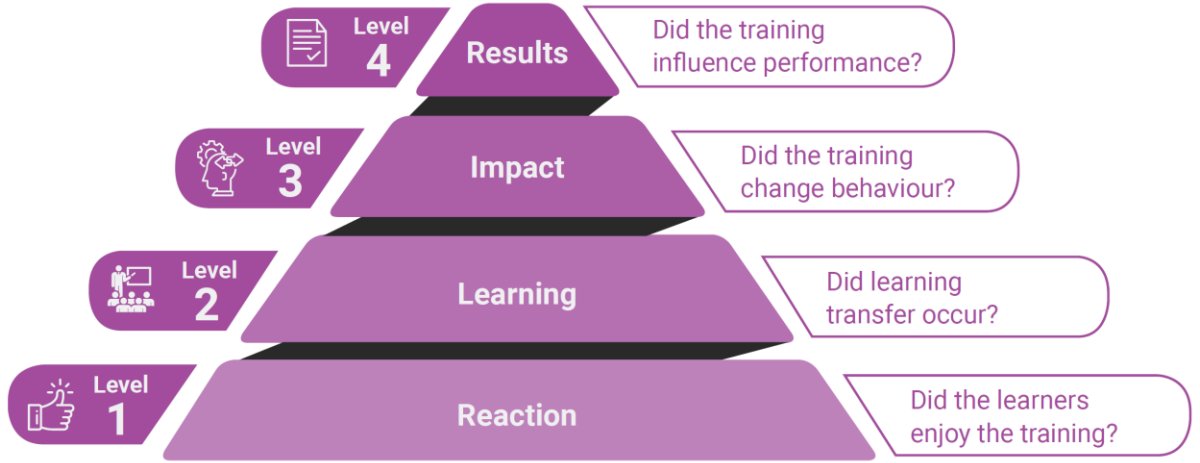 Level
4
Results
Did the training
influence performance?
Level
3
Impact
Did the training
change behaviour?
Level
2
Learning
Did learning
transfer occur?
Level
1
Reaction
Did the learners
enjoy the training?